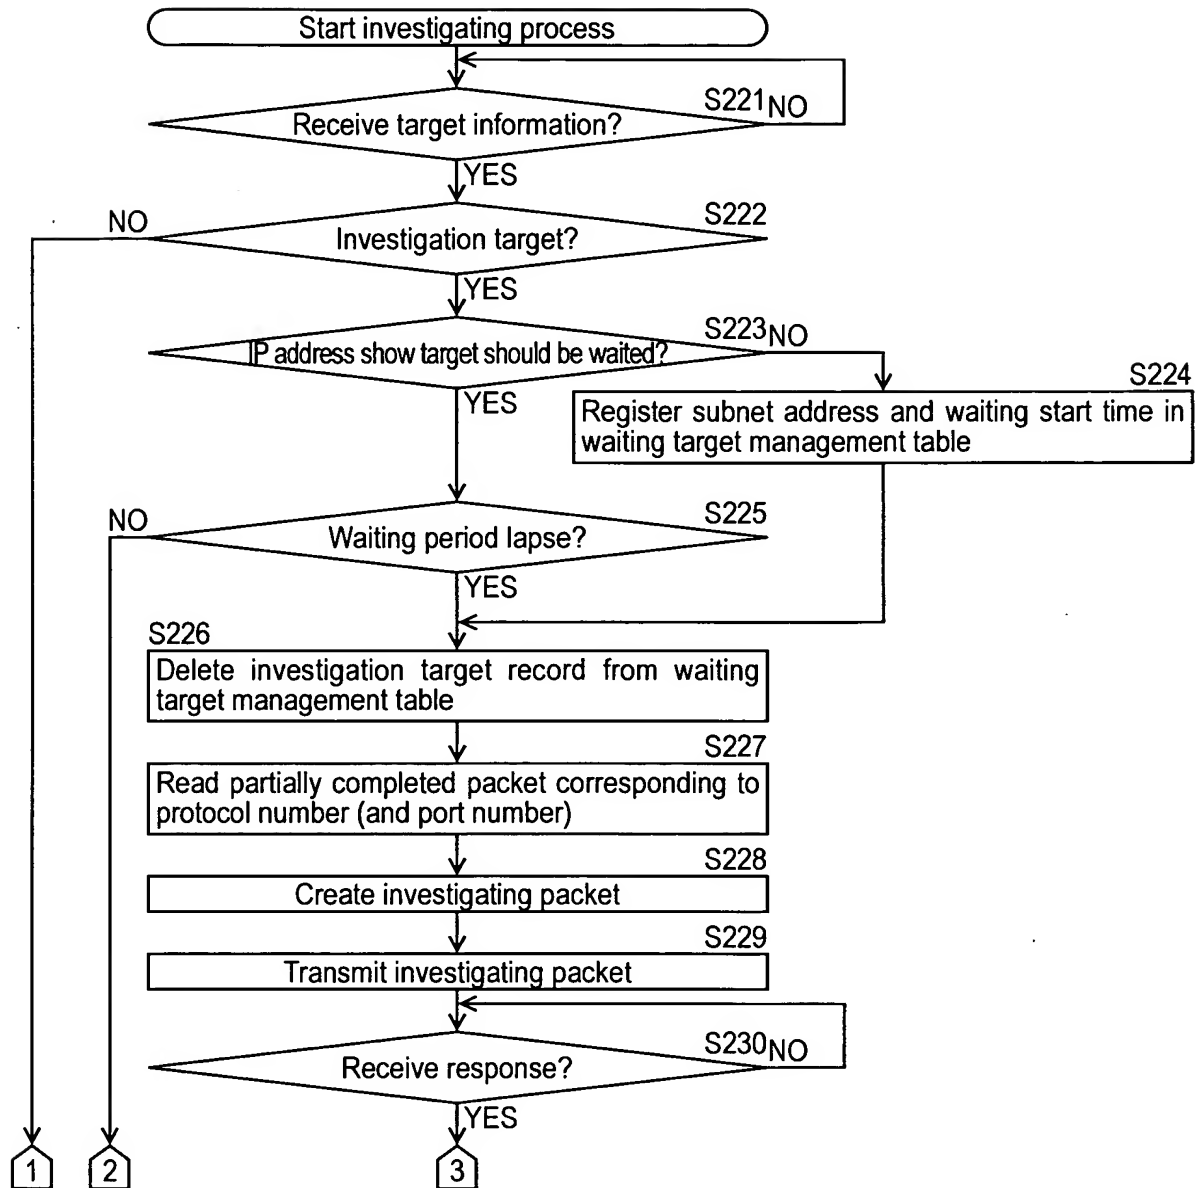 Start investigating process
S221
NO
Receive target information?
YES
NO
S222
Investigation target?
YES
S223
NO
IP address show target should be waited?
YES
S224
Register subnet address and waiting start time in
waiting target management table
NO
S225
Waiting period lapse?
YES
S226
Delete investigation target record from waiting
target management table
S227
Read partially completed packet corresponding to
protocol number (and port number)
S228
Create investigating packet
S229
Transmit investigating packet
S230
NO
Receive response?
YES
1
2
3